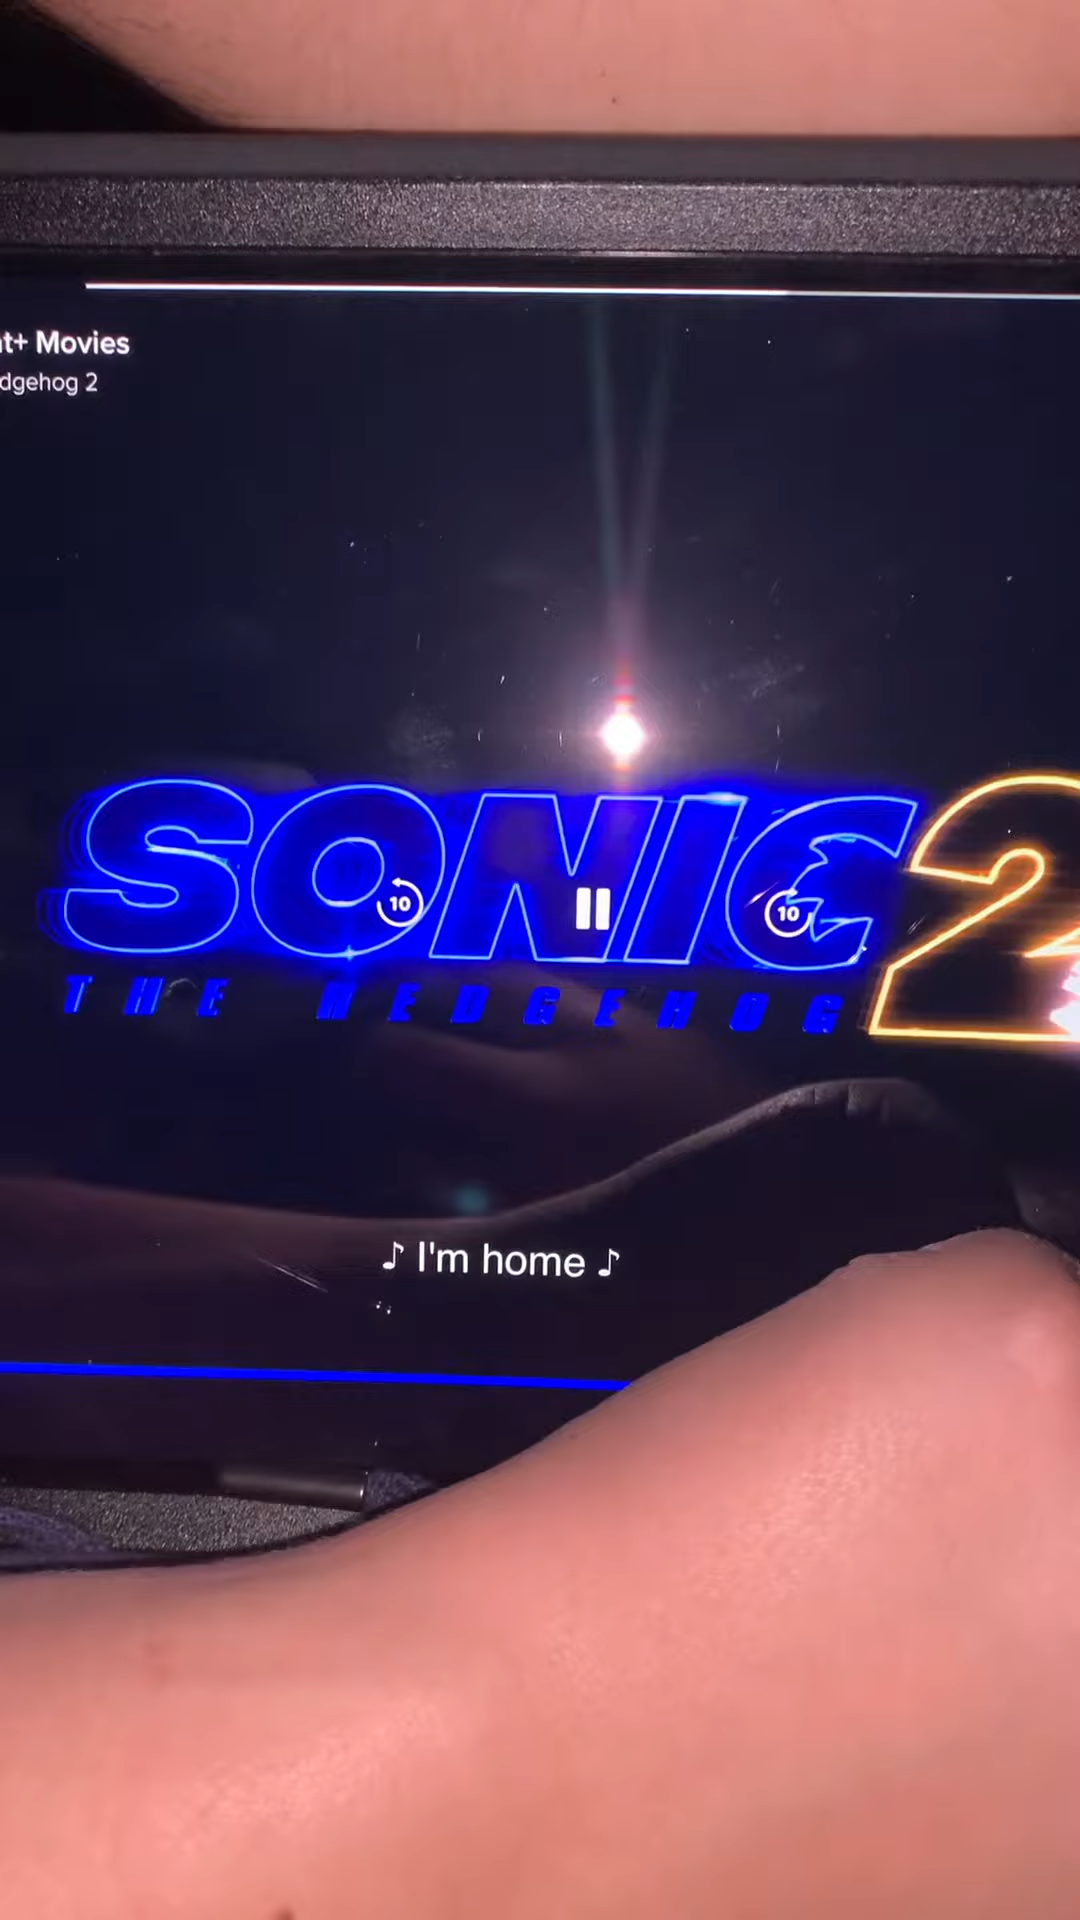 t+ Movies
dgehog 2
SONIC 2
10
10
THE HEDGEHOG
♪ I'm home ♪